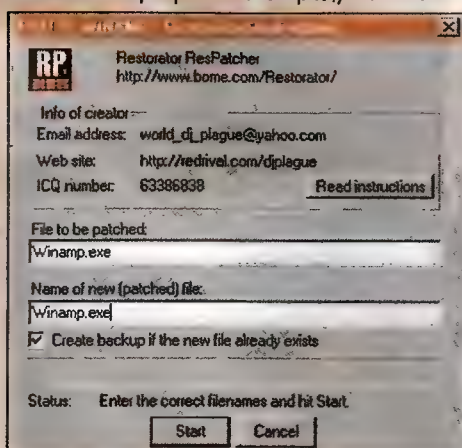 RP.
Restorator ResPatcher
http://www.bome.com/Restorator/
Info of creator
Email address: world_dj_plague@yahoo.com
Web site: http://redrival.com/djplague
ICQ number: 63386838
Read instructions
File to be patched:
Winamp.exe
Name of new (patched) file:
Winamp.exe
Create backup if the new file already exists
Status: Enter the correct filenames and hit Start.
Start Cancel